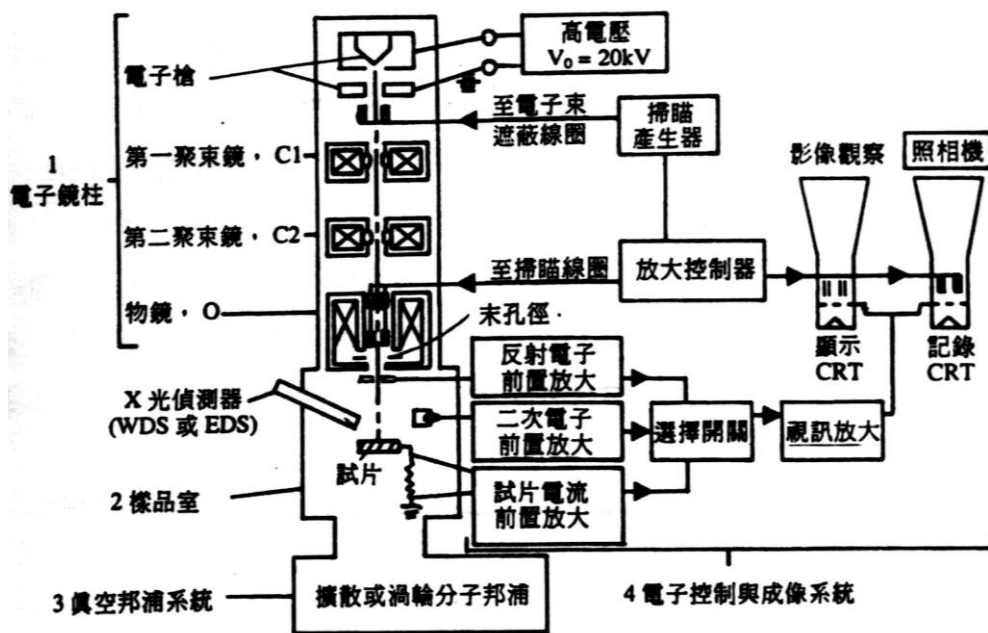 高電壓
V₀ = 20kV
電子槍
至電子束
遮蔽線圈
掃瞄
產生器
影像觀察
照相機
第一聚束鏡，C1
1
電子鏡柱
第二聚束鏡，C2
至掃瞄線圈
放大控制器
物鏡，O
末孔徑．
顯示
CRT
記錄
CRT
反射電子
前置放大
X 光偵測器
(WDS 或 EDS)
二次電子
前置放大
選擇開關
視訊放大
試片
試片電流
前置放大
2 樣品室
3 眞空邦浦系統
擴散或渦輪分子邦浦
4 電子控制與成像系統